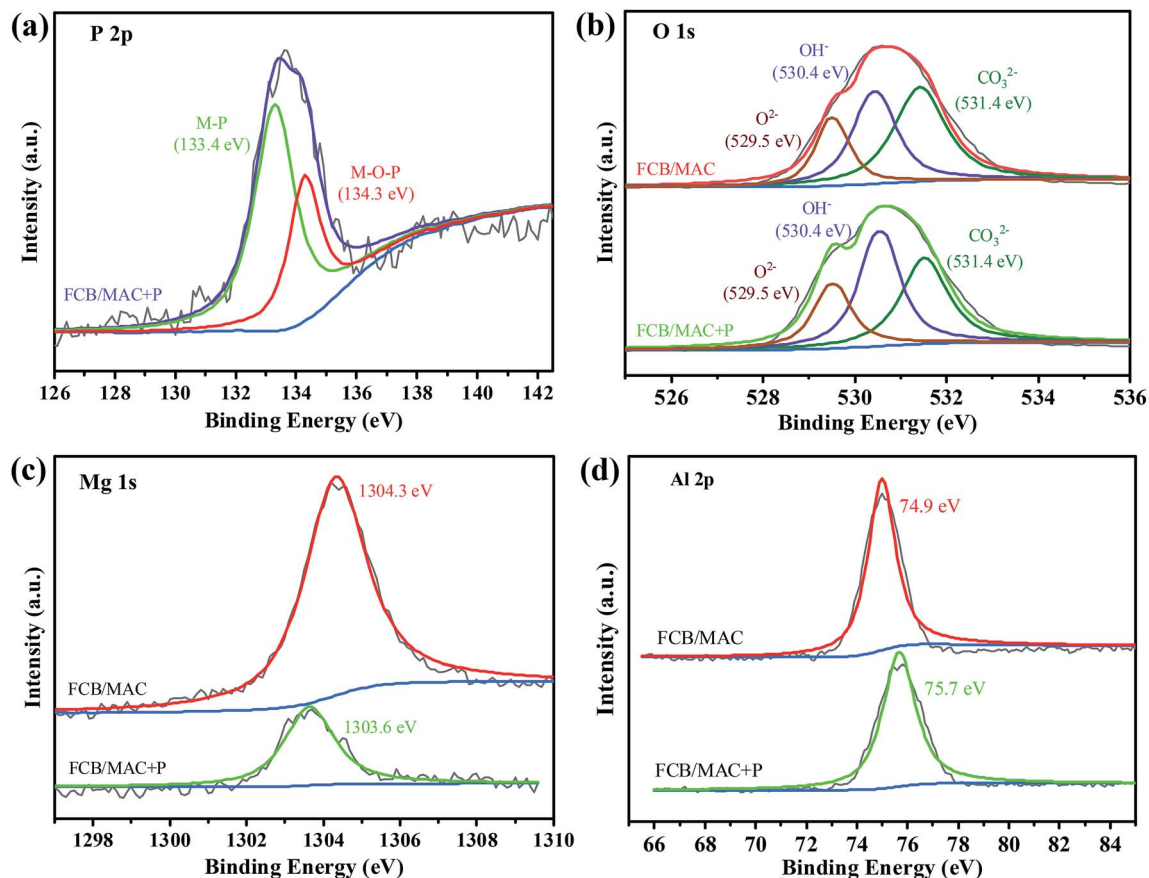 (a)
P 2p
M-P
(133.4 eV)
M-O-P
(134.3 eV)
FCB/MAC+P
Intensity (a.u.)
126 128 130 132 134 136 138 140 142
Binding Energy (eV)
(b)
O 1s
OH⁻
(530.4 eV)
CO₃²⁻
(531.4 eV)
O²⁻
(529.5 eV)
FCB/MAC
OH⁻
(530.4 eV)
CO₃²⁻
(531.4 eV)
O²⁻
(529.5 eV)
FCB/MAC+P
Intensity (a.u.)
526 528 530 532 534 536
Binding Energy (eV)
(c)
Mg 1s
1304.3 eV
FCB/MAC
1303.6 eV
FCB/MAC+P
Intensity (a.u.)
1298 1300 1302 1304 1306 1308 1310
Binding Energy (eV)
(d)
Al 2p
74.9 eV
FCB/MAC
75.7 eV
FCB/MAC+P
Intensity (a.u.)
66 68 70 72 74 76 78 80 82 84
Binding Energy (eV)